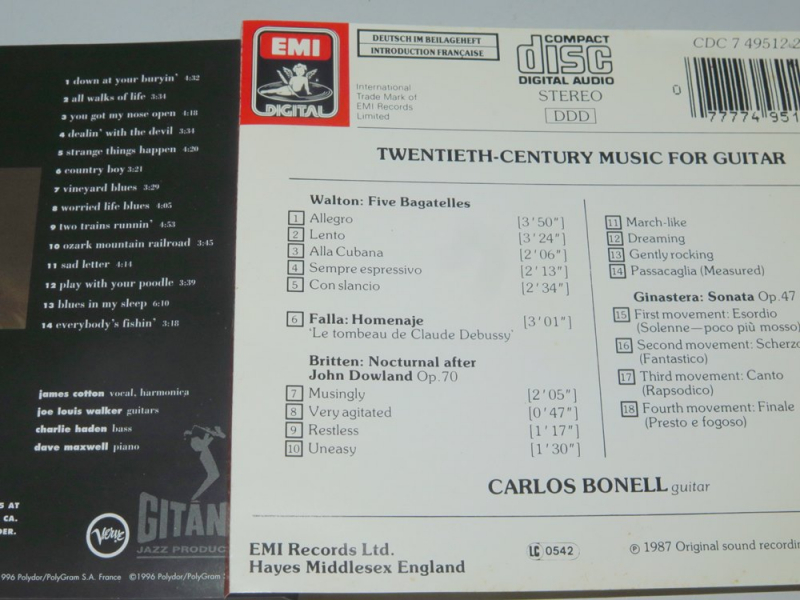 1 down at your buryin' 4:32
2 all walks of life 3:34
3 you got my nose open 4:18
4 dealin' with the devil 3:34
5 strange things happen 4:20
6 country boy 3:21
7 vineyard blues 3:29
8 worried life blues 4:05
9 two trains runnin' 4:53
10 ozark mountain railroad 3:45
11 sad letter 4:14
12 play with your poodle 3:39
13 blues in my sleep 6:10
14 everybody's fishin' 3:18
james cotton vocal, harmonica
joe louis walker guitars
charlie haden bass
dave maxwell piano
AT
CA.
Verve
GITAN
JAZZ PRODUC
996 Polydor/PolyGram S.A. France ©1996 Polydor/PolyGram
EMI
DIGITAL
DEUTSCH IM BEILAGEHEFT
INTRODUCTION FRANÇAISE
International
Trade Mark of
EMI Records
Limited
COMPACT
disc
DIGITAL AUDIO
STEREO
DDD
CDC 7 49512 2
0
77774 951
TWENTIETH-CENTURY MUSIC FOR GUITAR
Walton: Five Bagatelles
1 Allegro [3'50"]
2 Lento [3'24"]
3 Alla Cubana [2'06"]
4 Sempre espressivo [2'13"]
5 Con slancio [2'34"]
6 Falla: Homenaje [3'01"]
'Le tombeau de Claude Debussy'
Britten: Nocturnal after
John Dowland Op.70
7 Musingly [2'05"]
8 Very agitated [0'47"]
9 Restless [1'17"]
10 Uneasy [1'30"]
11 March-like
12 Dreaming
13 Gently rocking
14 Passacaglia (Measured)
Ginastera: Sonata Op.47
15 First movement: Esordio
(Solenne—poco più mosso)
16 Second movement: Scherzo
(Fantastico)
17 Third movement: Canto
(Rapsodico)
18 Fourth movement: Finale
(Presto e fogoso)
CARLOS BONELL guitar
EMI Records Ltd.
Hayes Middlesex England
LC 0542
℗ 1987 Original sound recordin